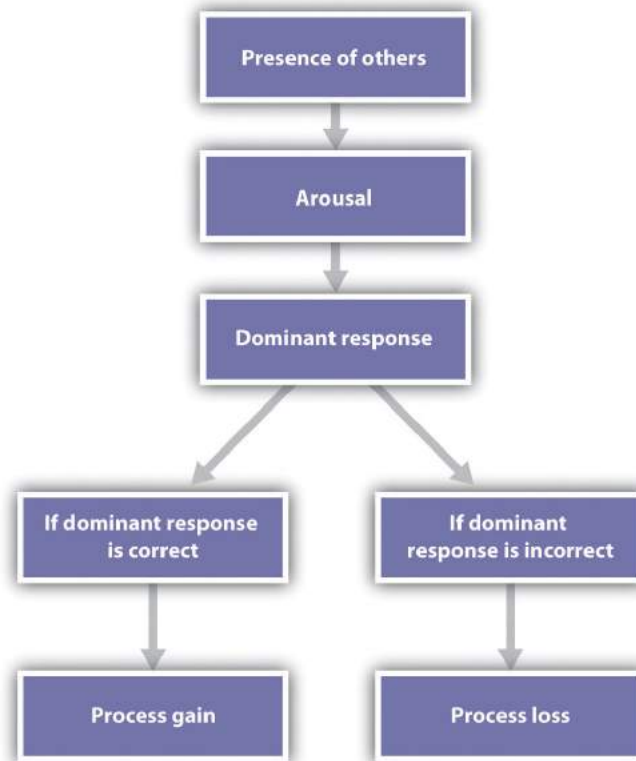 Presence of others
Arousal
Dominant response
If dominant response
is correct
If dominant
response is incorrect
Process gain
Process loss